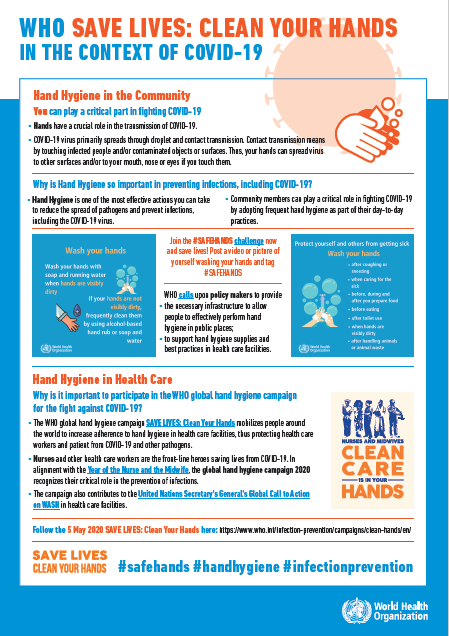 WHO SAVE LIVES: CLEAN YOUR HANDS
IN THE CONTEXT OF COVID-19
Hand Hygiene in the Community
You can play a critical part in fighting COVID-19
• Hands have a crucial role in the transmission of COVID-19.
• COVID-19 virus primarily spreads through droplet and contact transmission. Contact transmission means
by touching infected people and/or contaminated objects or surfaces. Thus, your hands can spread virus
to other surfaces and/or to your mouth, nose or eyes if you touch them.
Why is Hand Hygiene so important in preventing infections, including COVID-19?
• Hand Hygiene is one of the most effective actions you can take
to reduce the spread of pathogens and prevent infections,
including the COVID-19 virus.
• Community members can play a critical role in fighting COVID-19
by adopting frequent hand hygiene as part of their day-to-day
practices.
Wash your hands
Wash your hands with
soap and running water
when hands are visibly
dirty
If your hands are not
visibly dirty,
frequently clean them
by using alcohol-based
hand rub or soap and
water
World Health
Organization
Join the #SAFEHANDS challenge now
and save lives! Post a video or picture of
yourself washing your hands and tag
#SAFEHANDS
WHO calls upon policy makers to provide
• the necessary infrastructure to allow
people to effectively perform hand
hygiene in public places;
• to support hand hygiene supplies and
best practices in health care facilities.
Protect yourself and others from getting sick
Wash your hands
• after coughing or
sneezing
• when caring for the
sick
• before, during and
after you prepare food
• before eating
• after toilet use
• when hands are
visibly dirty
• after handling animals
or animal waste
World Health
Organization
Hand Hygiene in Health Care
Why is it important to participate in the WHO global hand hygiene campaign
for the fight against COVID-19?
• The WHO global hand hygiene campaign SAVE LIVES: Clean Your Hands mobilizes people around
the world to increase adherence to hand hygiene in health care facilities, thus protecting health care
workers and patient from COVID-19 and other pathogens.
• Nurses and other health care workers are the front-line heroes saving lives from COVID-19. In
alignment with the Year of the Nurse and the Midwife, the global hand hygiene campaign 2020
recognizes their critical role in the prevention of infections.
• The campaign also contributes to the United Nations Secretary's General's Global Call to Action
on WASH in health care facilities.
NURSES AND MIDWIVES
CLEAN
CARE
IS IN YOUR
HANDS
Follow the 5 May 2020 SAVE LIVES: Clean Your Hands here: https://www.who.int/infection-prevention/campaigns/clean-hands/en/
SAVE LIVES
CLEAN YOUR HANDS
#safehands #handhygiene #infectionprevention
World Health
Organization